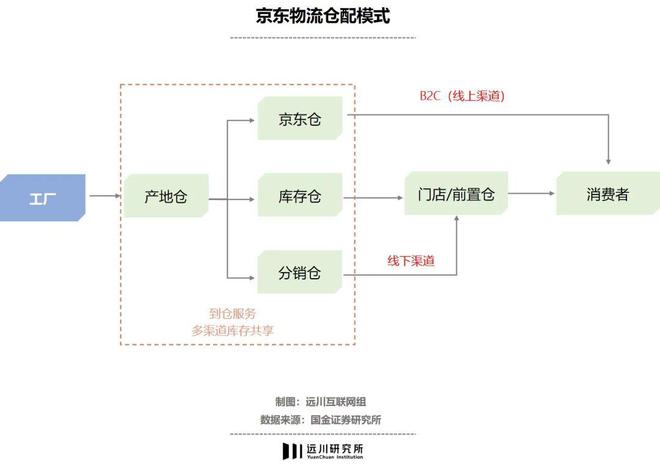 京东物流仓配模式
B2C（线上渠道）
京东仓
工厂
产地仓
库存仓
门店/前置仓
消费者
分销仓
线下渠道
到仓服务
多渠道库存共享
制图：远川互联网组
数据来源：国金证券研究所
远川研究所
YuanChuan Institution